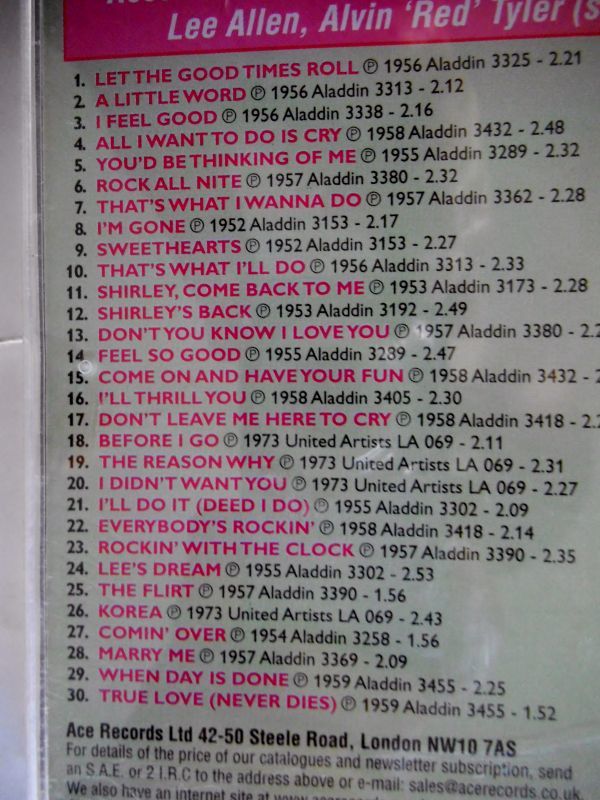 Lee Allen, Alvin 'Red' Tyler (s
1. LET THE GOOD TIMES ROLL ℗ 1956 Aladdin 3325 - 2.21
2. A LITTLE WORD ℗ 1956 Aladdin 3313 - 2.12
3. I FEEL GOOD ℗ 1956 Aladdin 3338 - 2.16
4. ALL I WANT TO DO IS CRY ℗ 1958 Aladdin 3432 - 2.48
5. YOU'D BE THINKING OF ME ℗ 1955 Aladdin 3289 - 2.32
6. ROCK ALL NITE ℗ 1957 Aladdin 3380 - 2.32
7. THAT'S WHAT I WANNA DO ℗ 1957 Aladdin 3362 - 2.28
8. I'M GONE ℗ 1952 Aladdin 3153 - 2.17
9. SWEETHEARTS ℗ 1952 Aladdin 3153 - 2.27
10. THAT'S WHAT I'LL DO ℗ 1956 Aladdin 3313 - 2.33
11. SHIRLEY, COME BACK TO ME ℗ 1953 Aladdin 3173 - 2.28
12. SHIRLEY'S BACK ℗ 1953 Aladdin 3192 - 2.49
13. DON'T YOU KNOW I LOVE YOU ℗ 1957 Aladdin 3380 - 2.2
14. FEEL SO GOOD ℗ 1955 Aladdin 3289 - 2.47
15. COME ON AND HAVE YOUR FUN ℗ 1958 Aladdin 3432 - 2
16. I'LL THRILL YOU ℗ 1958 Aladdin 3405 - 2.30
17. DON'T LEAVE ME HERE TO CRY ℗ 1958 Aladdin 3418 - 2.2
18. BEFORE I GO ℗ 1973 United Artists LA 069 - 2.11
19. THE REASON WHY ℗ 1973 United Artists LA 069 - 2.31
20. I DIDN'T WANT YOU ℗ 1973 United Artists LA 069 - 2.27
21. I'LL DO IT (DEED I DO) ℗ 1955 Aladdin 3302 - 2.09
22. EVERYBODY'S ROCKIN' ℗ 1958 Aladdin 3418 - 2.14
23. ROCKIN' WITH THE CLOCK ℗ 1957 Aladdin 3390 - 2.35
24. LEE'S DREAM ℗ 1955 Aladdin 3302 - 2.53
25. THE FLIRT ℗ 1957 Aladdin 3390 - 1.56
26. KOREA ℗ 1973 United Artists LA 069 - 2.43
27. COMIN' OVER ℗ 1954 Aladdin 3258 - 1.56
28. MARRY ME ℗ 1957 Aladdin 3369 - 2.09
29. WHEN DAY IS DONE ℗ 1959 Aladdin 3455 - 2.25
30. TRUE LOVE (NEVER DIES) ℗ 1959 Aladdin 3455 - 1.52
Ace Records Ltd 42-50 Steele Road, London NW10 7AS
For details of the price of our catalogues and newsletter subscription, send
an S.A.E. or 2 I.R.C to the address above or e-mail: sales@acerecords.co.uk.
We also have an internet site at